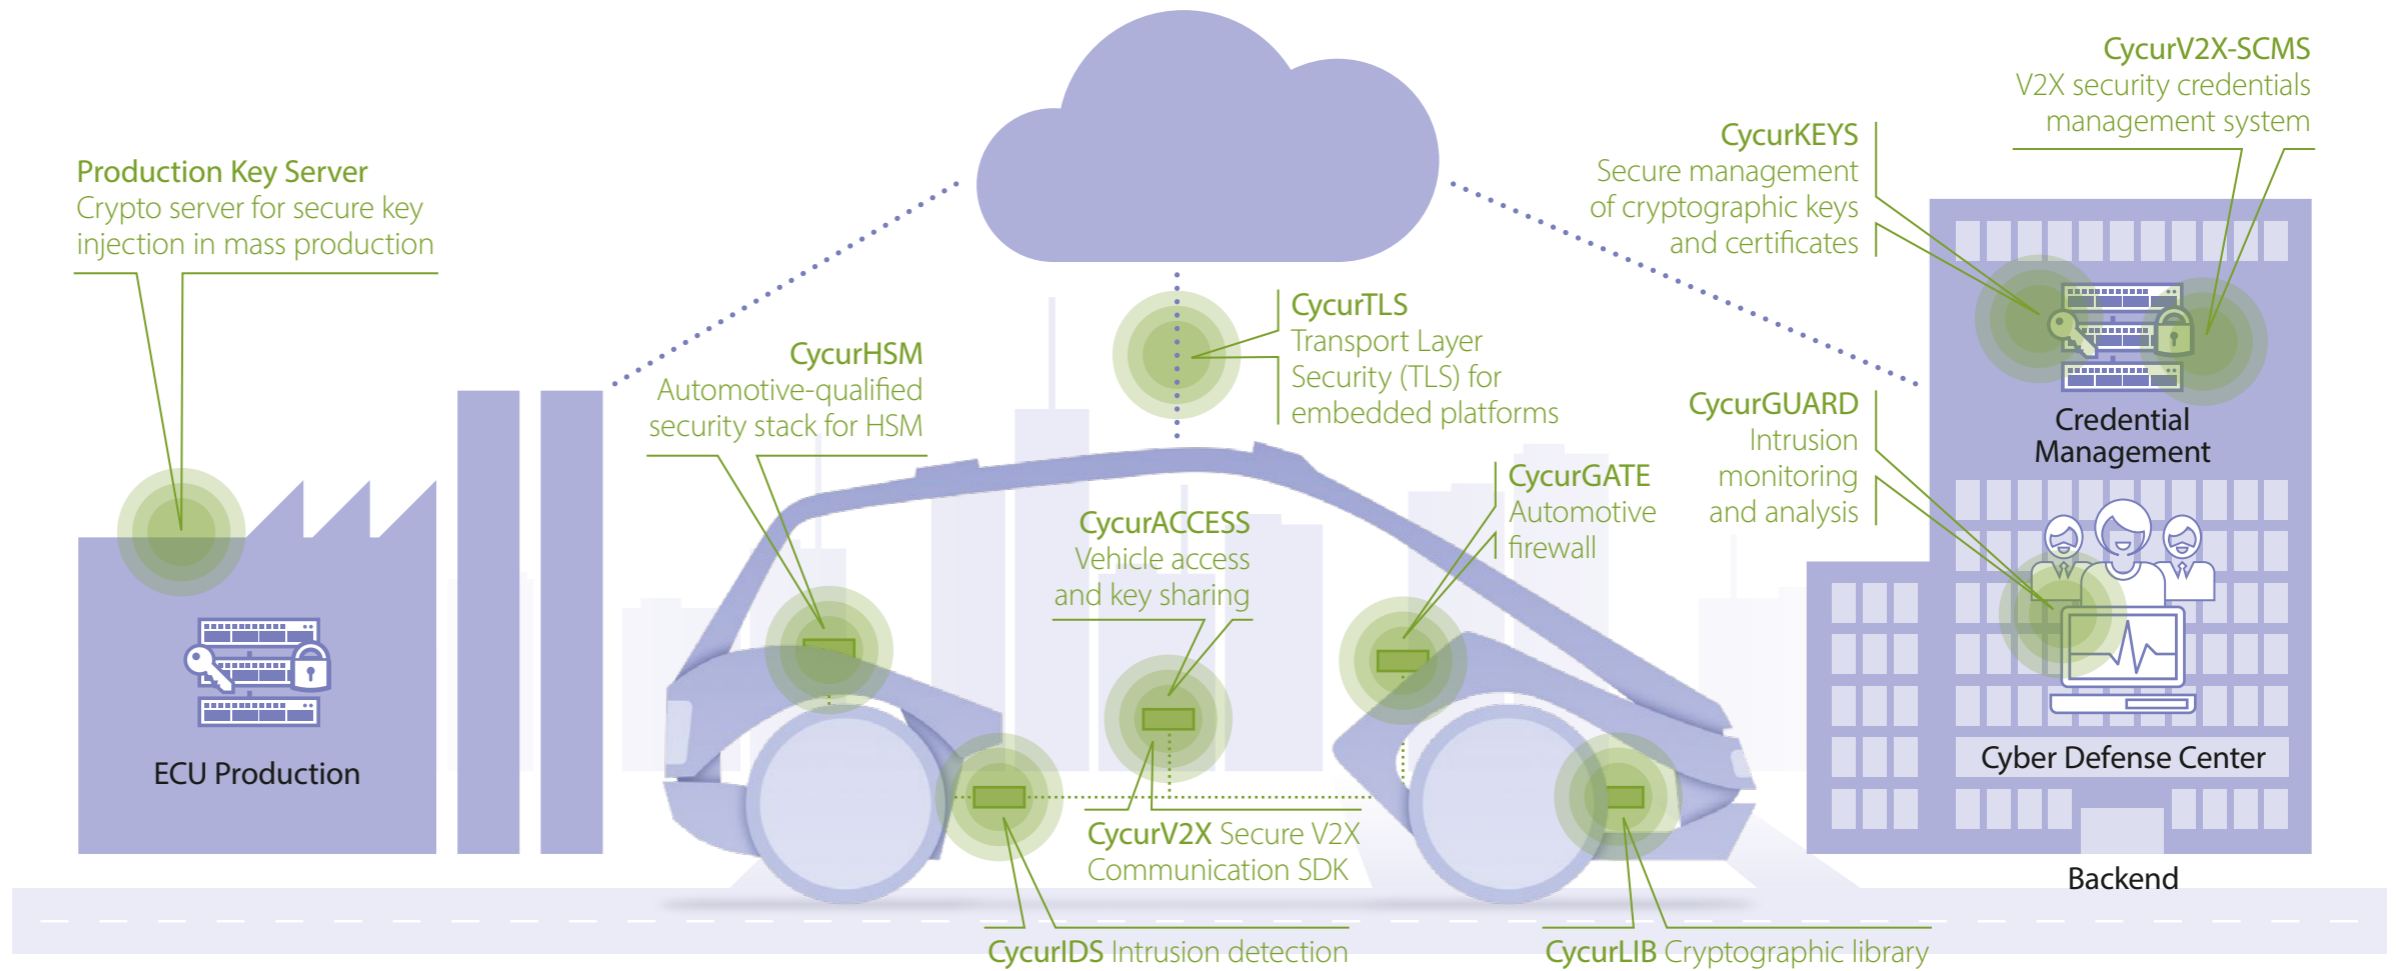 Production Key Server
Crypto server for secure key
injection in mass production
ECU Production
CycurHSM
Automotive-qualified
security stack for HSM
CycurTLS
Transport Layer
Security (TLS) for
embedded platforms
CycurACCESS
Vehicle access
and key sharing
CycurGATE
Automotive
firewall
CycurV2X Secure V2X
Communication SDK
CycurIDS Intrusion detection
CycurLIB Cryptographic library
CycurKEYS
Secure management
of cryptographic keys
and certificates
CycurV2X-SCMS
V2X security credentials
management system
CycurGUARD
Intrusion
monitoring
and analysis
Credential
Management
Cyber Defense Center
Backend